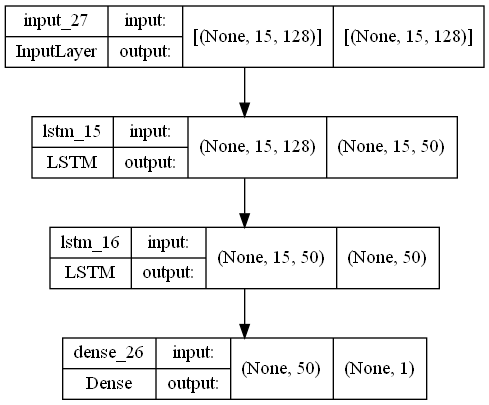 input_27 input: [(None, 15, 128)] [(None, 15, 128)]
InputLayer output:
lstm_15 input: (None, 15, 128) (None, 15, 50)
LSTM output:
lstm_16 input: (None, 15, 50) (None, 50)
LSTM output:
dense_26 input: (None, 50) (None, 1)
Dense output: